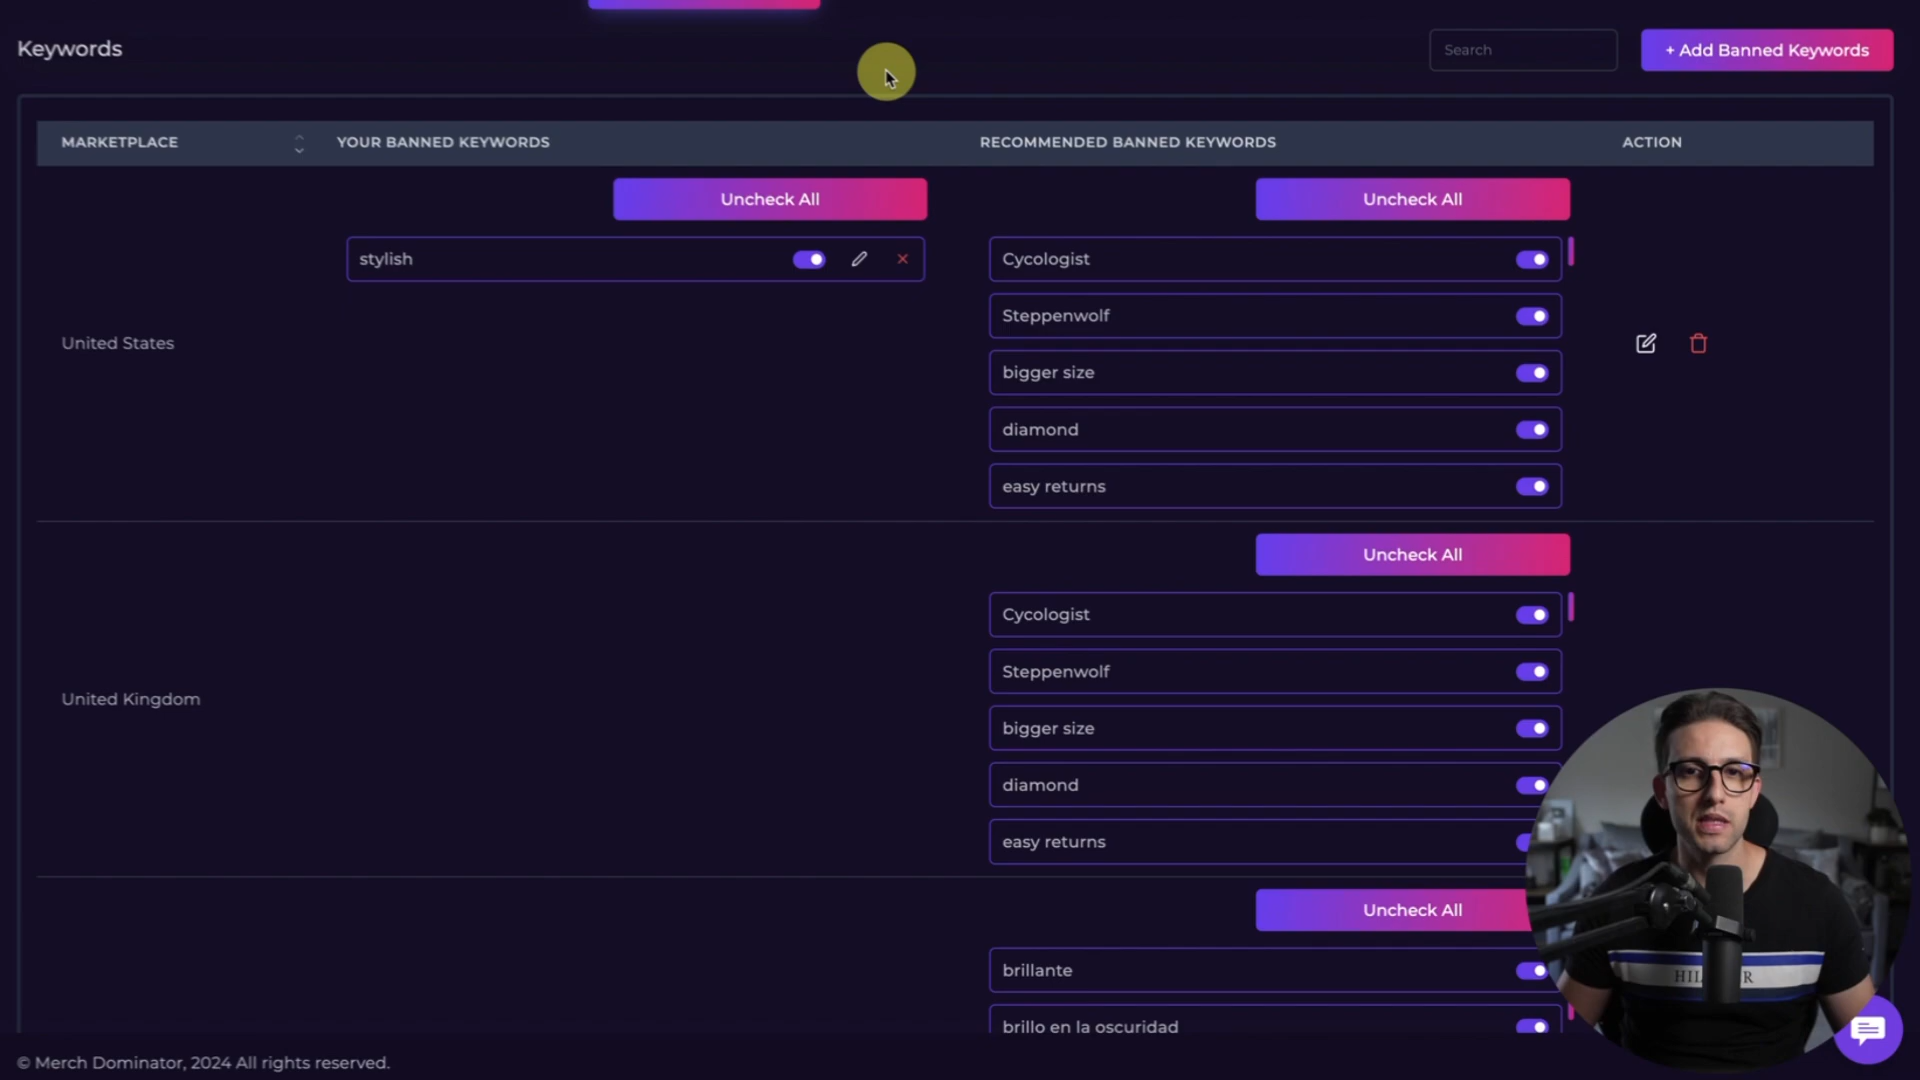 Keywords
Search
+ Add Banned Keywords
MARKETPLACE
YOUR BANNED KEYWORDS
RECOMMENDED BANNED KEYWORDS
ACTION
Uncheck All
Uncheck All
stylish
Cycologist
Steppenwolf
United States
bigger size
diamond
easy returns
Uncheck All
Cycologist
Steppenwolf
United Kingdom
bigger size
diamond
easy returns
Uncheck All
brillante
brillo en la oscuridad
© Merch Dominator, 2024 All rights reserved.